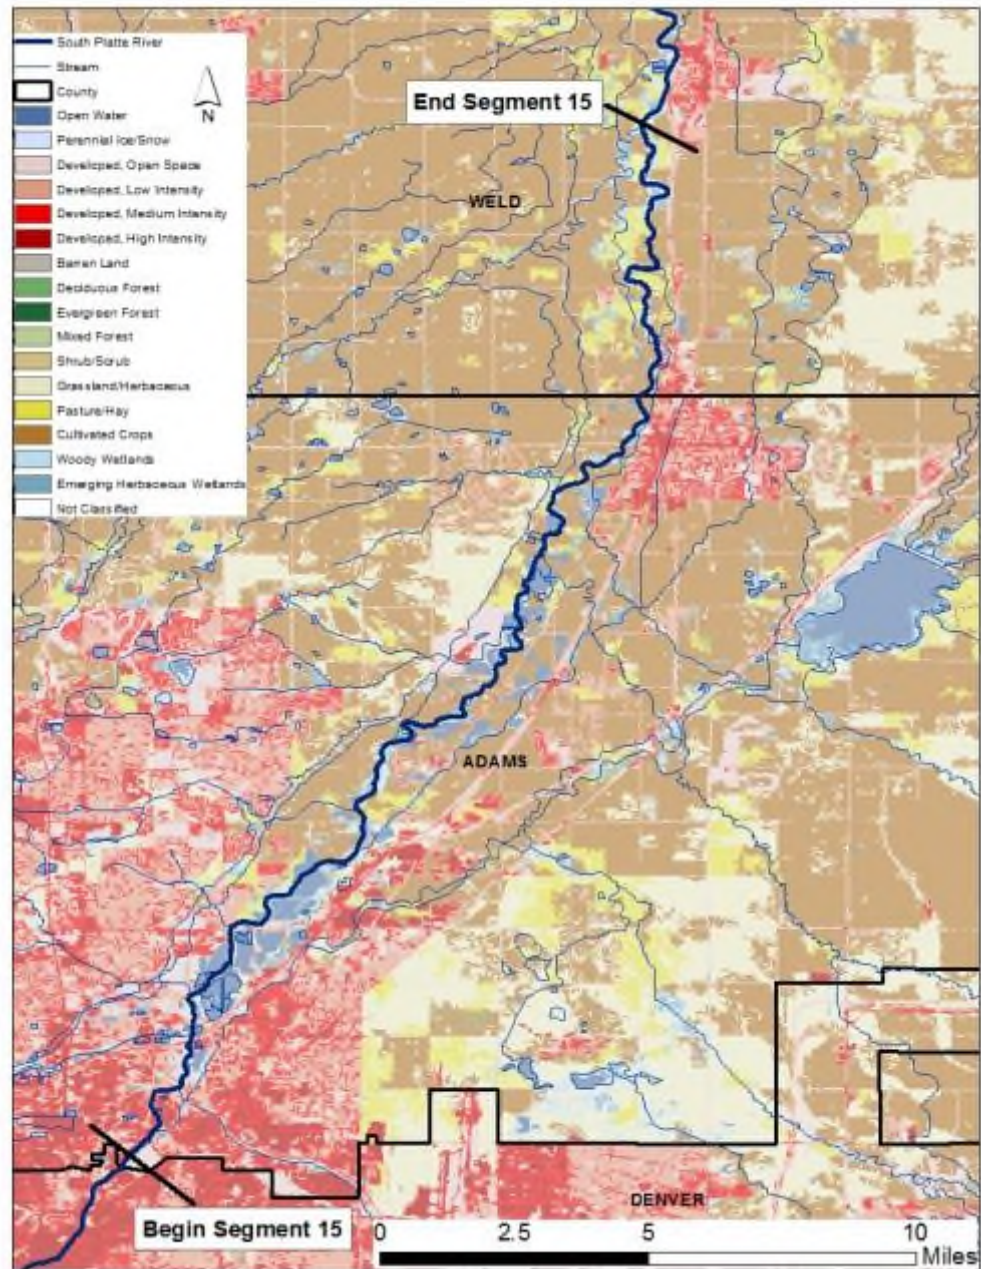 South Platte River
Stream
County
Open Water
Perennial Ice/Snow
Developed, Open Space
Developed, Low Intensity
Developed, Medium Intensity
Developed, High Intensity
Barren Land
Deciduous Forest
Evergreen Forest
Mixed Forest
Shrub/Scrub
Grassland/Herbaceous
Pasture/Hay
Cultivated Crops
Woody Wetlands
Emerging Herbaceous Wetlands
Not Classified
N
End Segment 15
WELD
ADAMS
DENVER
Begin Segment 15
0 2.5 5 10
Miles